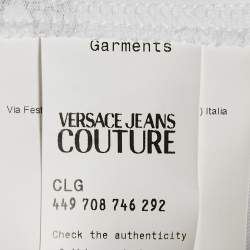 Garments
Via Fest
) Italia
VERSACE JEANS
COUTURE
CLG
449 708 746 292
Check the authenticity